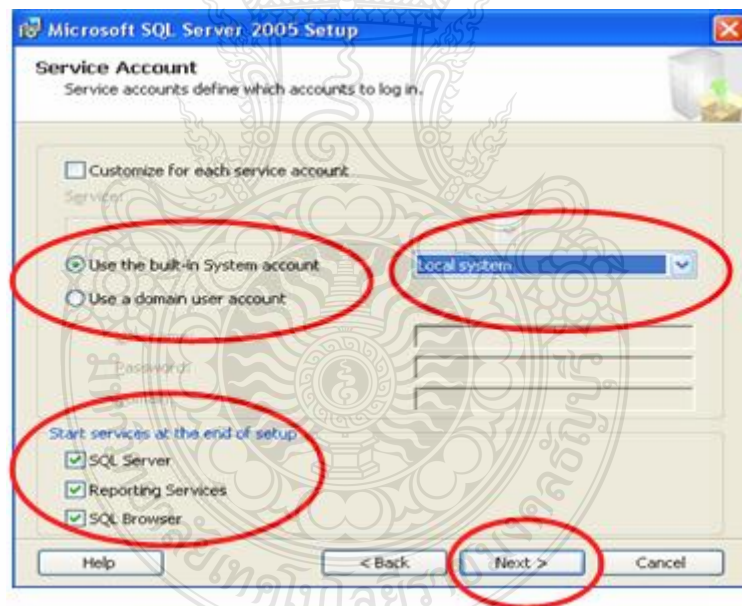 Microsoft SQL Server 2005 Setup
Service Account
Service accounts define which accounts to log in.
Customize for each service account
Service:
Use the built-in System account
Local system
Use a domain user account
Password:
Start services at the end of setup
SQL Server
Reporting Services
SQL Browser
Help
< Back
Next >
Cancel